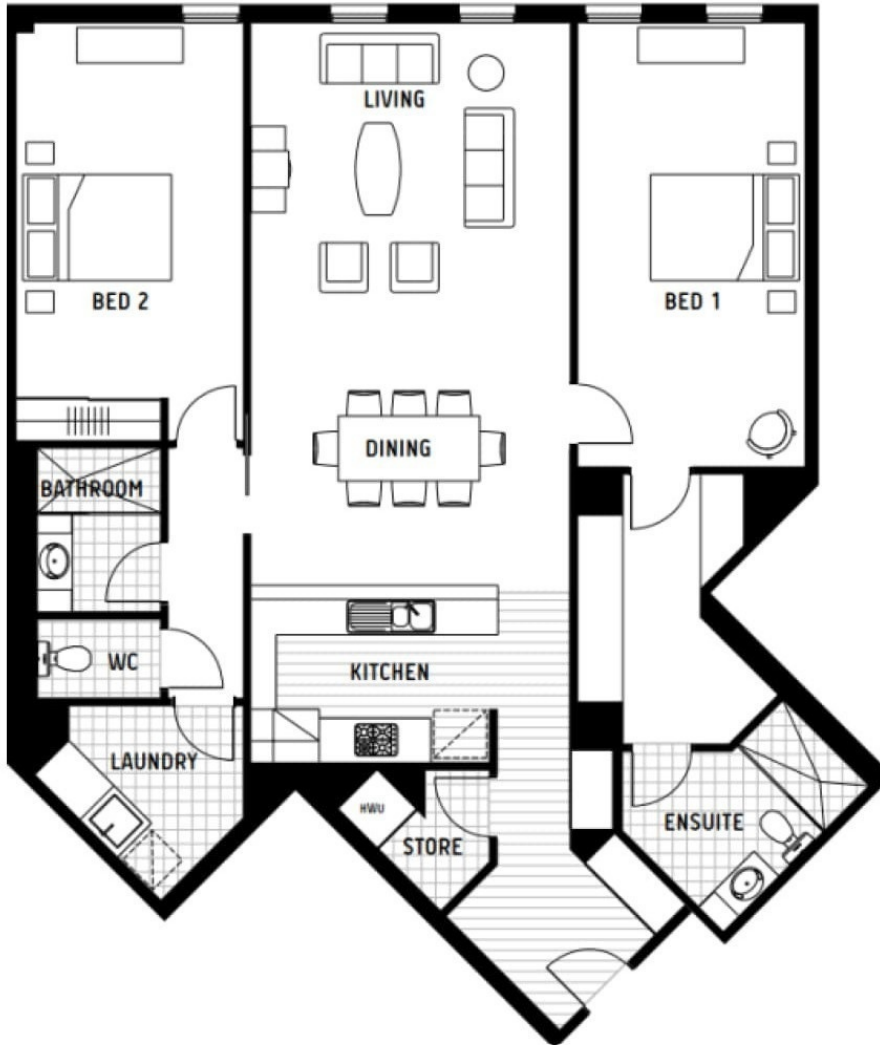 LIVING
BED 2
BED 1
DINING
BATHROOM
WC
KITCHEN
LAUNDRY
HWU
STORE
ENSUITE